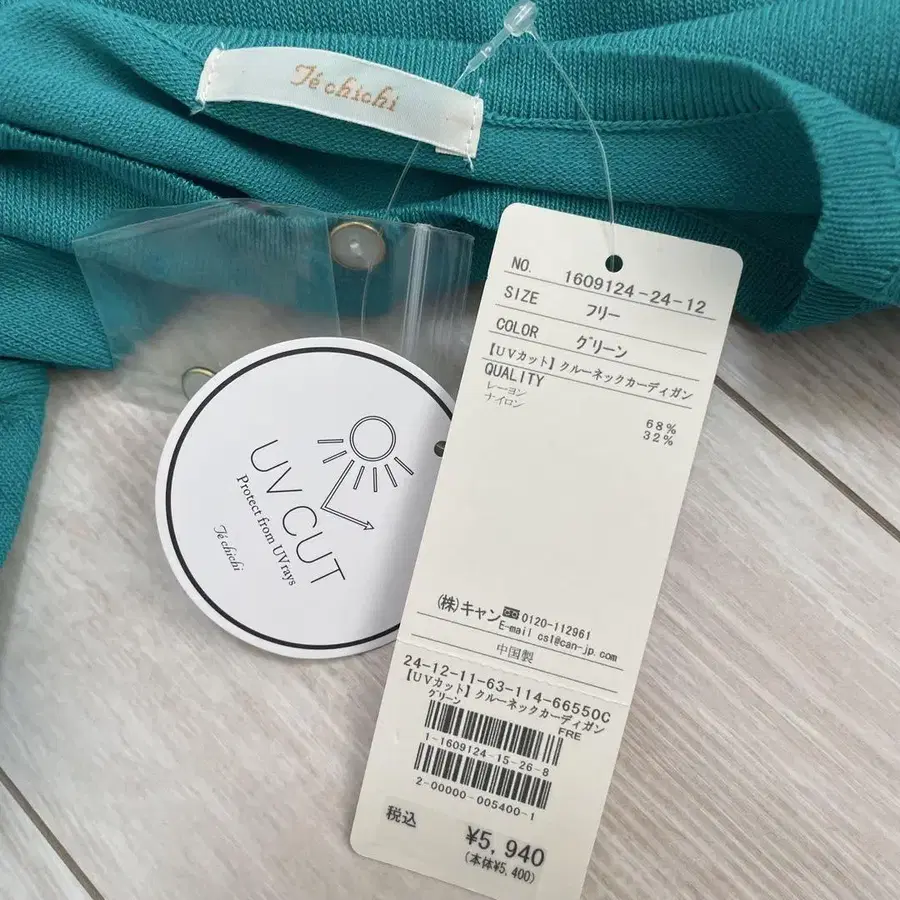 Té chichi
NO. 1609124-24-12
SIZE フリー
COLOR グリーン
【UVカット】クルーネックカーディガン
QUALITY
レーヨン 68%
ナイロン 32%
(株)キャン 0120-112961
E-mail cst@can-jp.com
中国製
24-12-11-63-114-66550C
【UVカット】クルーネックカーディガン
グリーン FRE
1-1609124-15-26-8
2-00000-005400-1
税込 ¥5,940
(本体¥5,400)
UV CUT
Protect from UV rays
Té chichi